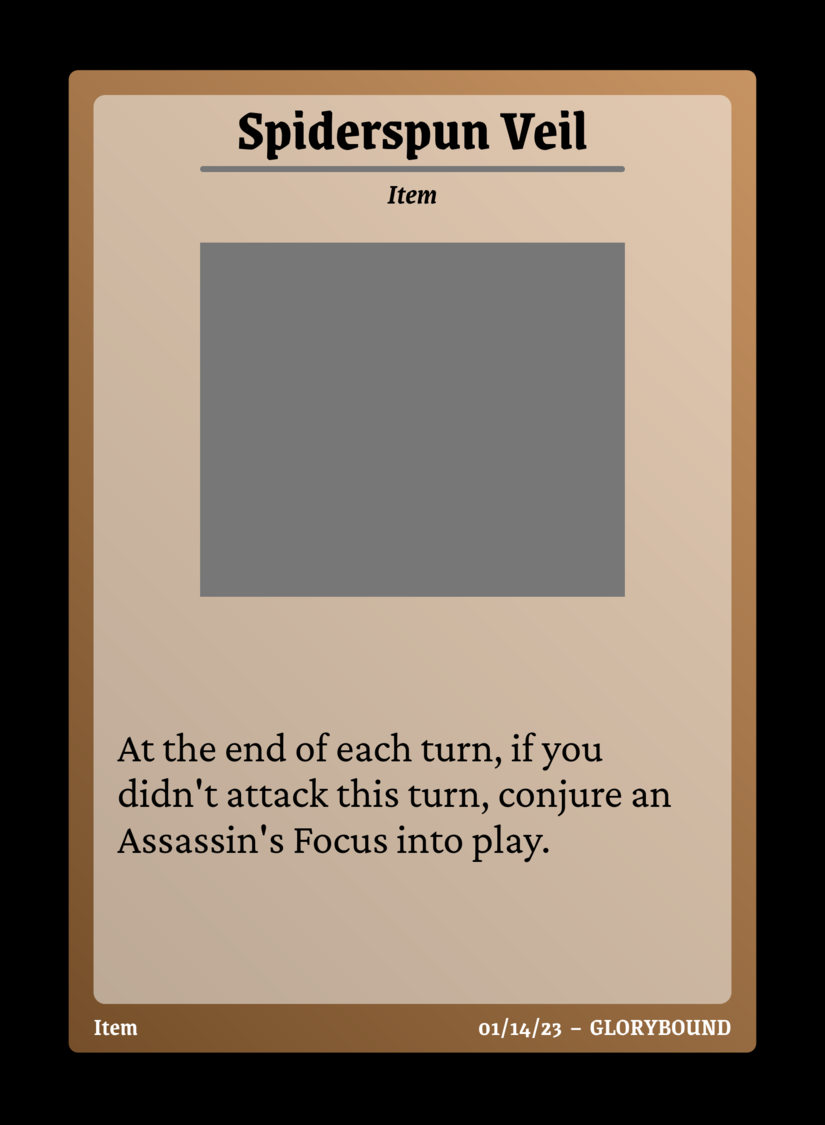 Spiderspun Veil
Item
At the end of each turn, if you
didn't attack this turn, conjure an
Assassin's Focus into play.
Item
01/14/23 – GLORYBOUND